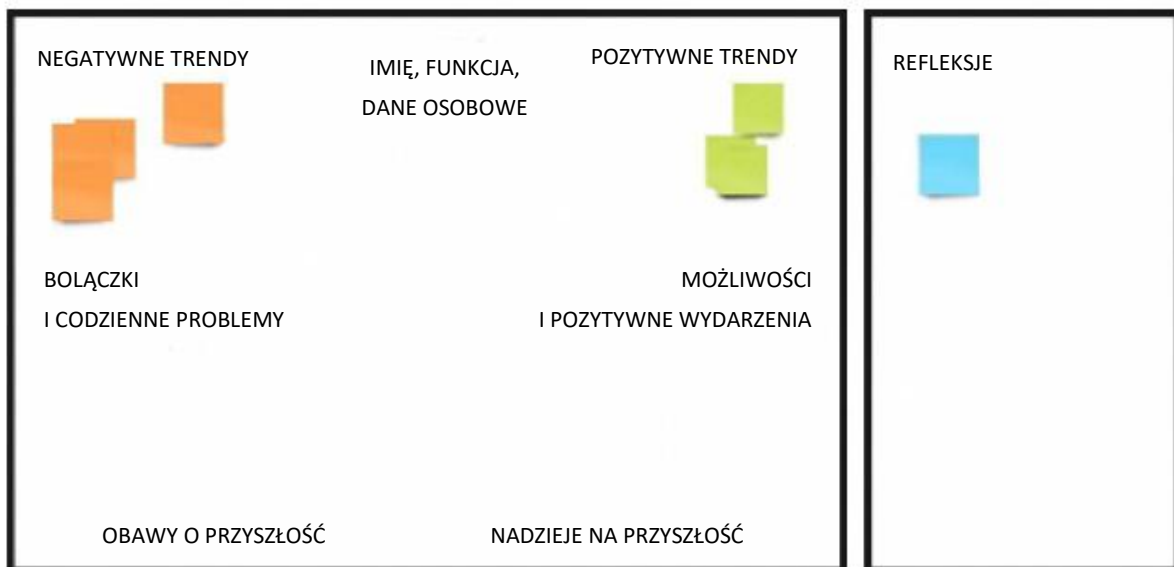 NEGATYWNE TRENDY
IMIĘ, FUNKCJA,
DANE OSOBOWE
POZYTYWNE TRENDY
BOLĄCZKI
I CODZIENNE PROBLEMY
MOŻLIWOŚCI
I POZYTYWNE WYDARZENIA
OBAWY O PRZYSZŁOŚĆ
NADZIEJE NA PRZYSZŁOŚĆ
REFLEKSJE